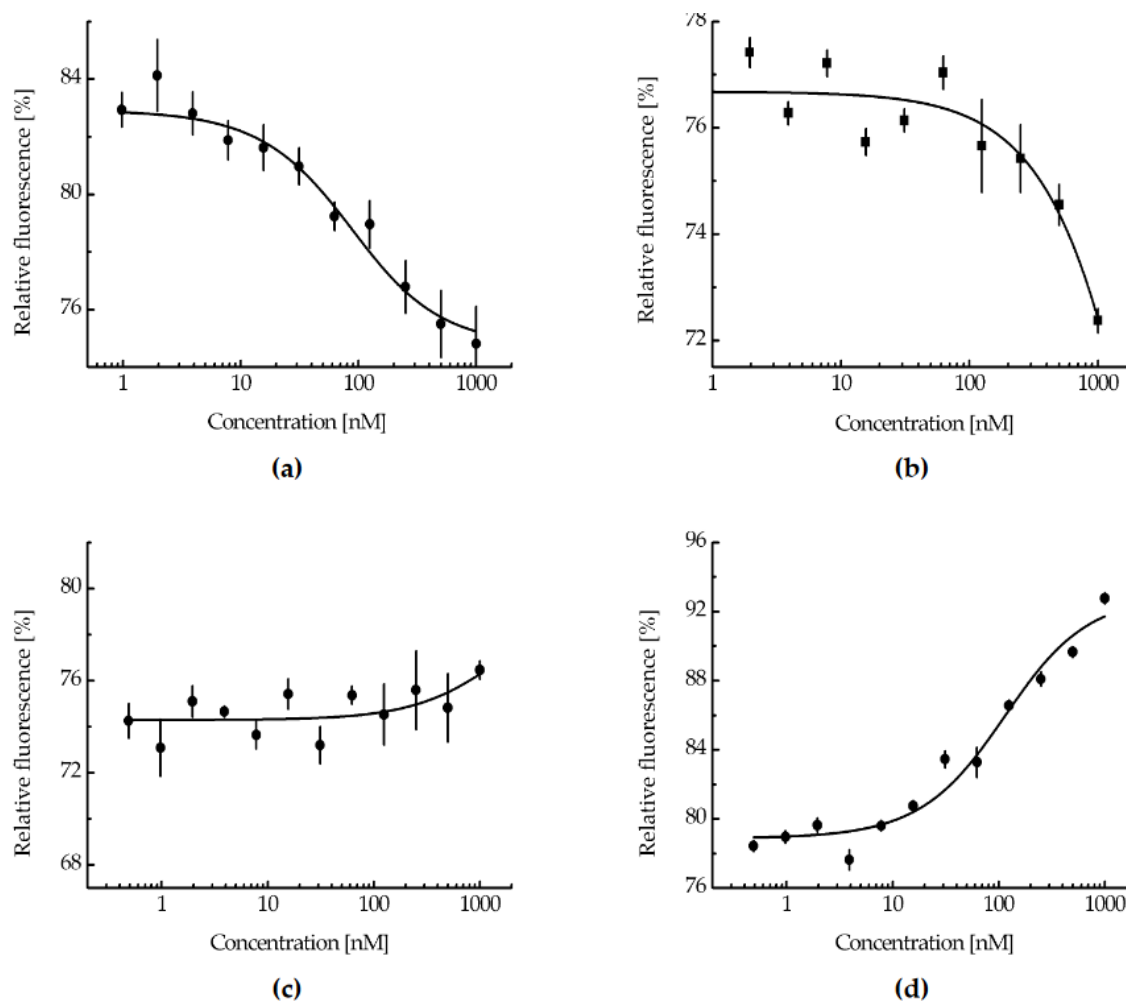 84
80
76
Relative fluorescence [%]
1 10 100 1000
Concentration [nM]
(a)
78
76
74
72
Relative fluorescence [%]
1 10 100 1000
Concentration [nM]
(b)
80
76
72
68
Relative fluorescence [%]
1 10 100 1000
Concentration [nM]
(c)
96
92
88
84
80
76
Relative fluorescence [%]
1 10 100 1000
Concentration [nM]
(d)